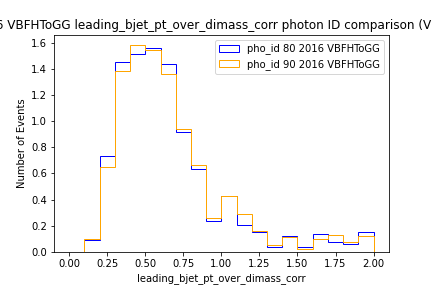 6 VBFHToGG leading_bjet_pt_over_dimass_corr photon ID comparison (V
pho_id 80 2016 VBFHToGG
pho_id 90 2016 VBFHToGG
Number of Events
1.6
1.4
1.2
1.0
0.8
0.6
0.4
0.2
0.0
0.00 0.25 0.50 0.75 1.00 1.25 1.50 1.75 2.00
leading_bjet_pt_over_dimass_corr